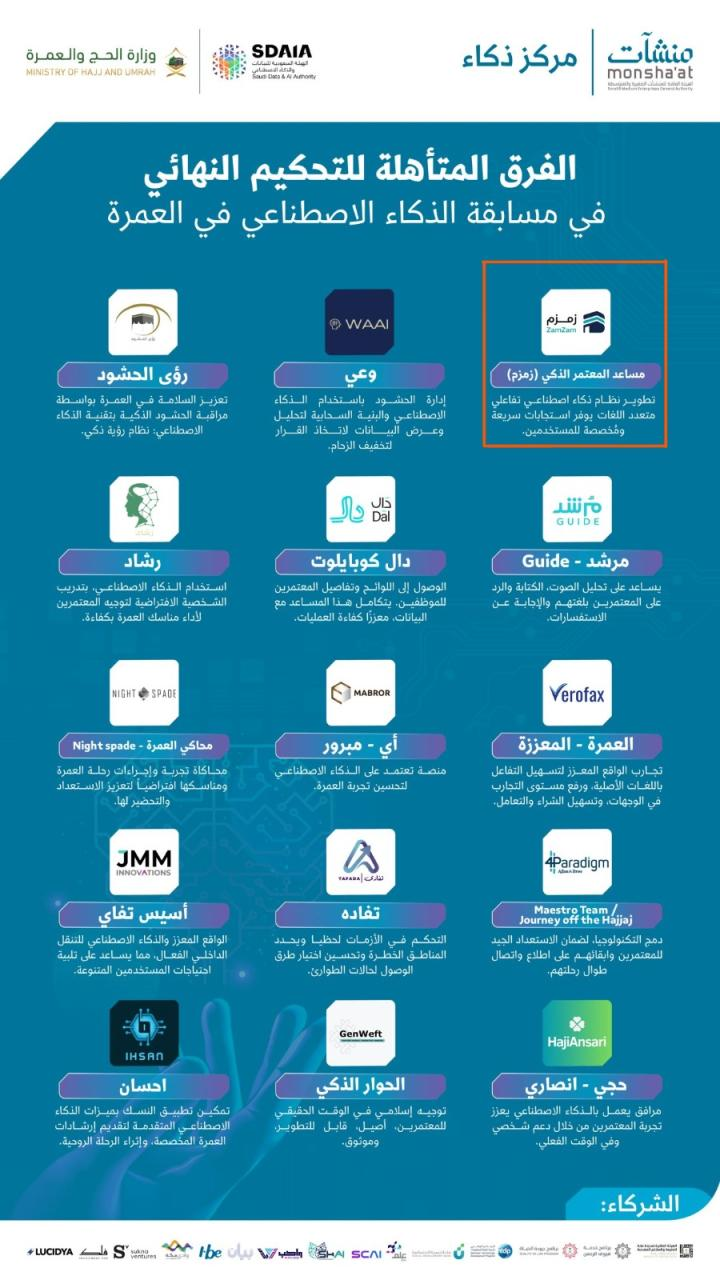 منشآت
monsha'at
مركز ذكاء
SDAIA
الهيئة السعودية للبيانات
والذكاء الاصطناعي
Saudi Data & AI Authority
وزارة الحج والعمرة
MINISTRY OF HAJJ AND UMRAH
الفرق المتأهلة للتحكيم النهائي
في مسابقة الذكاء الاصطناعي في العمرة
زمزم
ZamZam
مساعد المعتمر الذكي (زمزم)
تطوير نظام ذكاء اصطناعي تفاعلي
متعدد اللغات يوفر استجابات سريعة
ومُخصصة للمستخدمين.
WAAI
وعي
إدارة الحشود باستخدام الذكاء
الاصطناعي والبنية السحابية لتحليل
وعرض البيانات لاتخاذ القرار
لتخفيف الزحام.
رؤى الحشود
رؤى الحشود
تعزيز السلامة في العمرة بواسطة
مراقبة الحشود الذكية بتقنية الذكاء
الاصطناعي: نظام رؤية ذكي.
مرشد
GUIDE
مرشد - Guide
يساعد على تحليل الصوت، الكتابة والرد
على المعتمرين بلغتهم والإجابة عن
الاستفسارات.
دال
Dal
دال كوبايلوت
الوصول إلى اللوائح وتفاصيل المعتمرين
للموظفين. يتكامل هذا المساعد مع
البيانات، معززًا كفاءة العمليات.
رشاد
رشاد
استخدام الذكاء الاصطناعي، بتدريب
الشخصية الافتراضية لتوجيه المعتمرين
لأداء مناسك العمرة بكفاءة.
Verofax
العمرة - المعززة
تجارب الواقع المعزز لتسهيل التفاعل
باللغات الأصلية، ورفع مستوى التجارب
في الوجهات، وتسهيل الشراء والتعامل.
MABROR
أي - مبرور
منصة تعتمد على الذكاء الاصطناعي
لتحسين تجربة العمرة.
NIGHT SPADE
محاكي العمرة - Night spade
محاكاة تجربة وإجراءات رحلة العمرة
ومناسكها افتراضياً لتعزيز الاستعداد
والتحضير لها.
4Paradigm
Maestro Team /
Journey off the Hajjaj
دمج التكنولوجيا، لضمان الاستعداد الجيد
للمعتمرين وابقائهم على اطلاع واتصال
طوال رحلتهم.
تفادى | TAFADA
تفاده
التحكم في الأزمات لحظيا ويحدد
المناطق الخطرة وتحسين اختيار طرق
الوصول لحالات الطوارئ.
JMM
INNOVATIONS
أسيس تفاي
الواقع المعزز والذكاء الاصطناعي للتنقل
الداخلي الفعال، مما يساعد على تلبية
احتياجات المستخدمين المتنوعة.
HajiAnsari
حجي - انصاري
مرافق يعمل بالذكاء الاصطناعي يعزز
تجربة المعتمرين من خلال دعم شخصي
وفي الوقت الفعلي.
GenWeft
الحوار الذكي
توجيه إسلامي في الوقت الحقيقي
للمعتمرين، أصيل، قابل للتطوير،
وموثوق.
IHSAN
احسان
تمكين تطبيق النسك بميزات الذكاء
الاصطناعي المتقدمة لتقديم إرشادات
العمرة المخصصة، وإثراء الرحلة الروحية.
الشركاء:
LUCIDYA
sukna
ventures
hbe
بيان
واصب
SHAI
SCAI
علم
ntdp